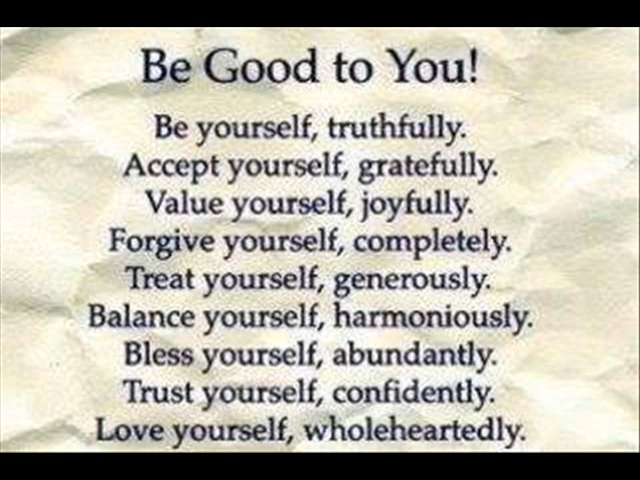 Be Good to You!
Be yourself, truthfully.
Accept yourself, gratefully.
Value yourself, joyfully.
Forgive yourself, completely.
Treat yourself, generously.
Balance yourself, harmoniously.
Bless yourself, abundantly.
Trust yourself, confidently.
Love yourself, wholeheartedly.